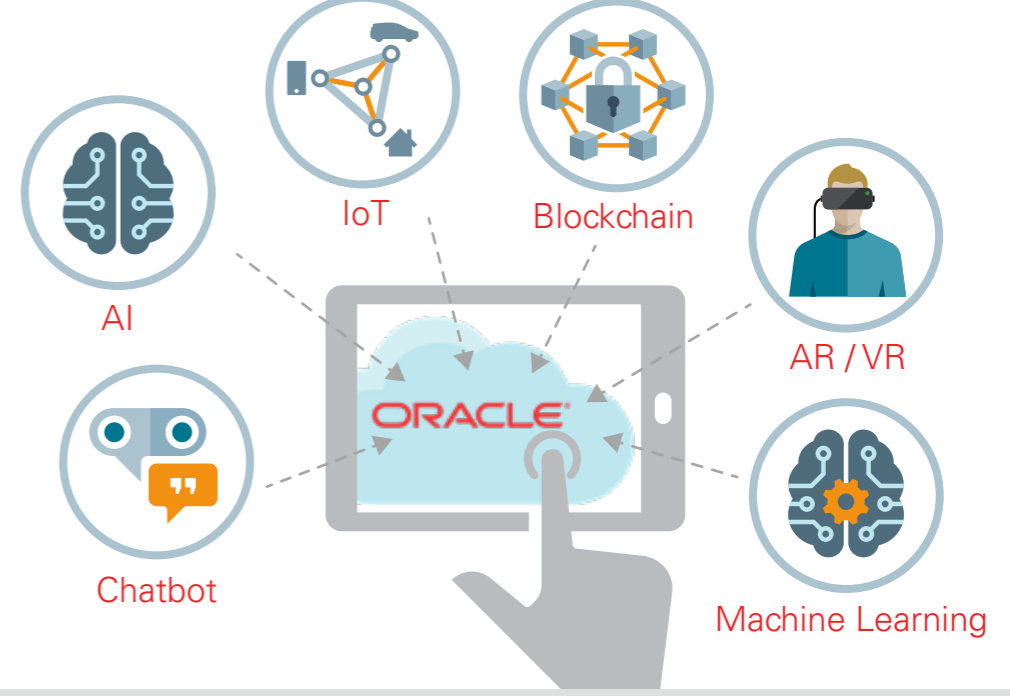 IoT
Blockchain
AI
AR / VR
ORACLE®
Chatbot
Machine Learning